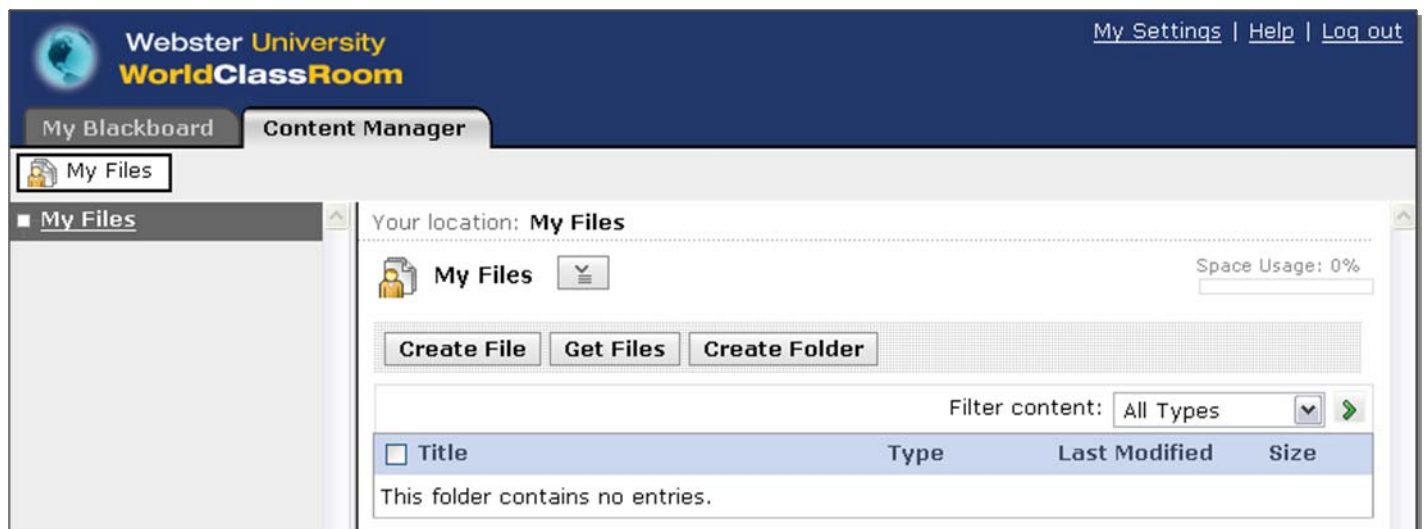 My Settings | Help | Log out
Webster University
WorldClassRoom
My Blackboard Content Manager
My Files
My Files
Your location: My Files
My Files
Space Usage: 0%
Create File Get Files Create Folder
Filter content: All Types
Title Type Last Modified Size
This folder contains no entries.